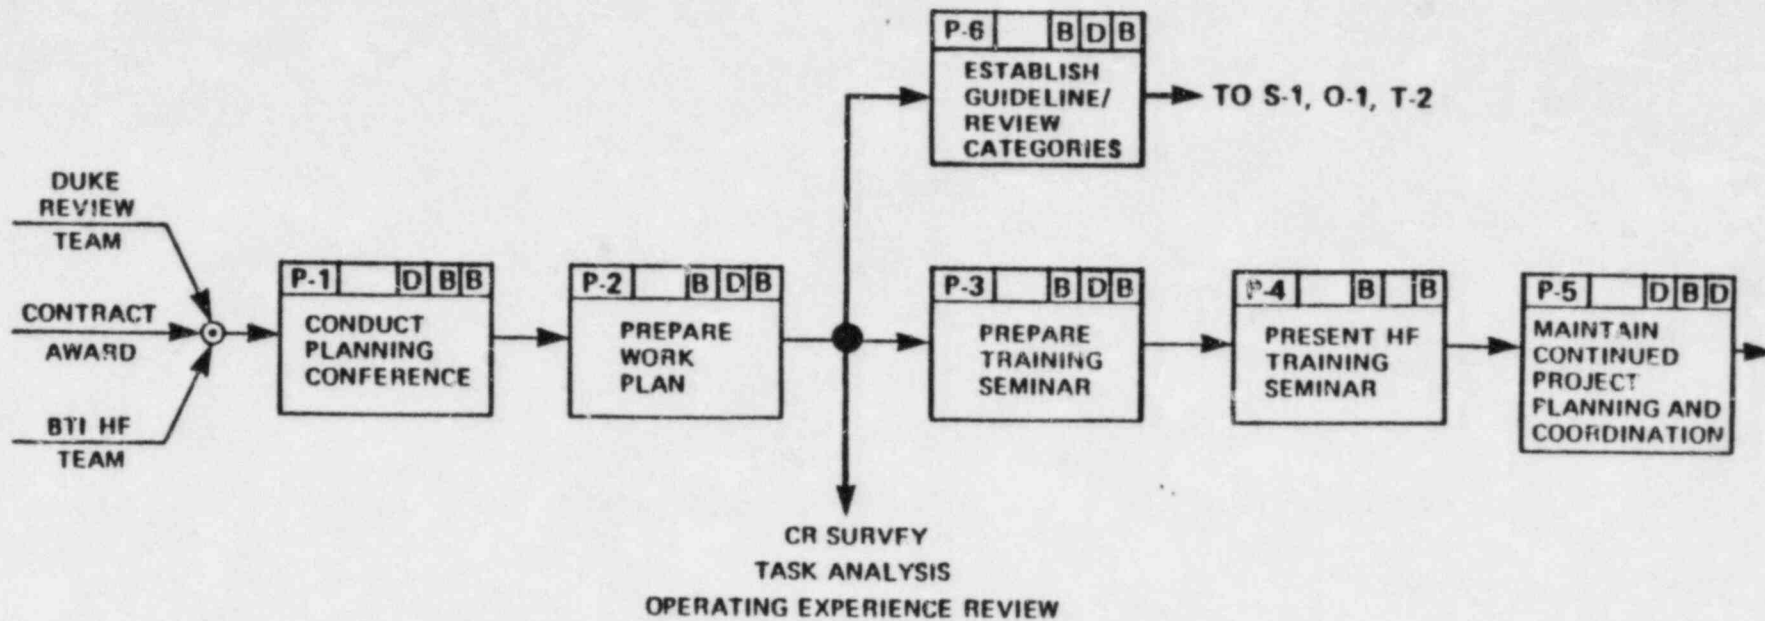 P-6 B D B
ESTABLISH
GUIDELINE/
REVIEW
CATEGORIES
TO S-1, O-1, T-2
DUKE
REVIEW
TEAM
CONTRACT
AWARD
BTI HF
TEAM
P-1 D B B
CONDUCT
PLANNING
CONFERENCE
P-2 B D B
PREPARE
WORK
PLAN
P-3 B D B
PREPARE
TRAINING
SEMINAR
P-4 B B
PRESENT HF
TRAINING
SEMINAR
P-5 D B D
MAINTAIN
CONTINUED
PROJECT
PLANNING AND
COORDINATION
CR SURVEY
TASK ANALYSIS
OPERATING EXPERIENCE REVIEW